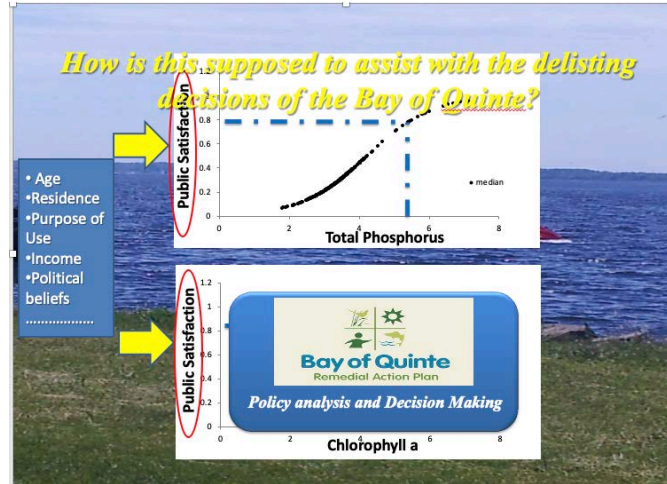 How is this supposed to assist with the delisting
decisions of the Bay of Quinte?
• Age
• Residence
• Purpose of
Use
• Income
• Political
beliefs
..................
Public Satisfaction
1.2
1
0.8
0.6
0.4
0.2
0
0
2
4
6
8
• median
Total Phosphorus
Public Satisfaction
1.2
1
0.8
0.6
0.4
0.2
0
0
2
4
6
8
Chlorophyll a
Bay of Quinte
Remedial Action Plan
Policy analysis and Decision Making